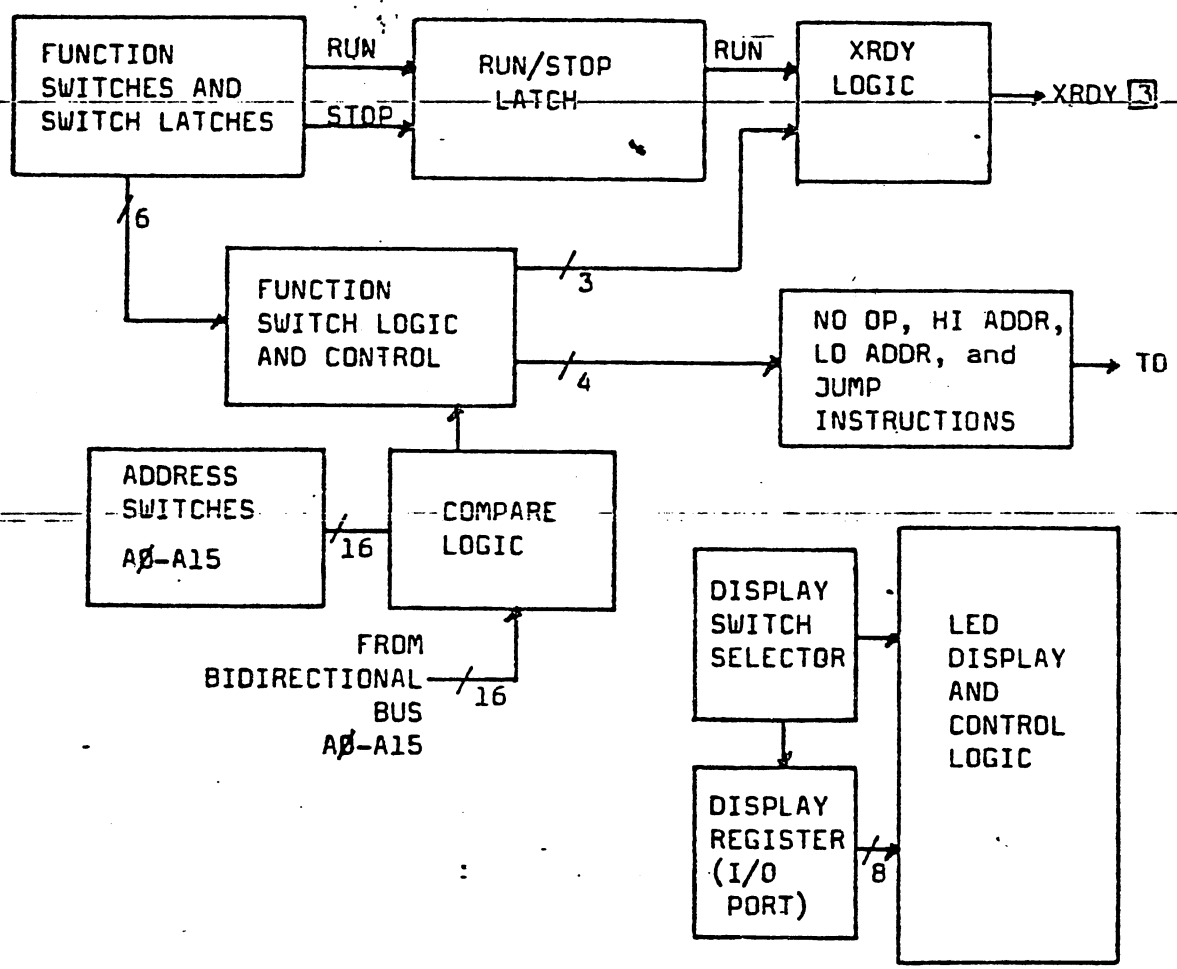 FUNCTION
SWITCHES AND
SWITCH LATCHES
RUN
STOP
RUN/STOP
LATCH
RUN
XRDY
LOGIC
XRDY 3
6
FUNCTION
SWITCH LOGIC
AND CONTROL
3
4
NO OP, HI ADDR,
LO ADDR, and
JUMP
INSTRUCTIONS
TO
ADDRESS
SWITCHES
AØ-A15
16
COMPARE
LOGIC
FROM
BIDIRECTIONAL
BUS
AØ-A15
16
DISPLAY
SWITCH
SELECTOR
DISPLAY
REGISTER
(I/O
PORT)
8
LED
DISPLAY
AND
CONTROL
LOGIC